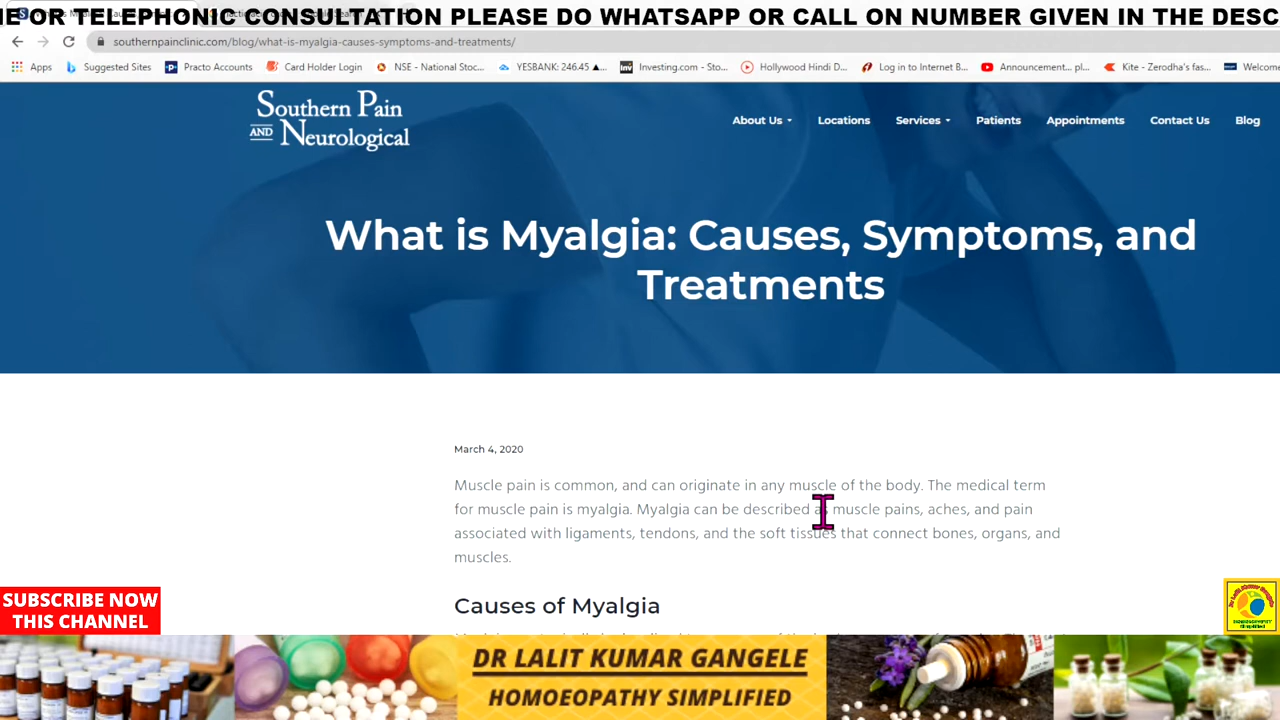 NEOR TELEPHONIC CONSULTATION PLEASE DO WHATSAPP OR CALL ON NUMBER GIVEN IN THE DESC
southernpainclinic.com/blog/what-is-myalgia-causes-symptoms-and-treatments/
Apps Suggested Sites Practo Accounts Card Holder Login NSE - National Stoc... YESBANK: 246.45 ▲... Investing.com - Sto... Hollywood Hindi D... Log in to Internet B... Announcement... pl... Kite - Zerodha's fas... Welcome
Southern Pain
AND Neurological
About Us Locations Services Patients Appointments Contact Us Blog
What is Myalgia: Causes, Symptoms, and
Treatments
March 4, 2020
Muscle pain is common, and can originate in any muscle of the body. The medical term
for muscle pain is myalgia. Myalgia can be described as muscle pains, aches, and pain
associated with ligaments, tendons, and the soft tissues that connect bones, organs, and
muscles.
Causes of Myalgia
SUBSCRIBE NOW
THIS CHANNEL
DR LALIT KUMAR GANGELE
HOMOEOPATHY SIMPLIFIED